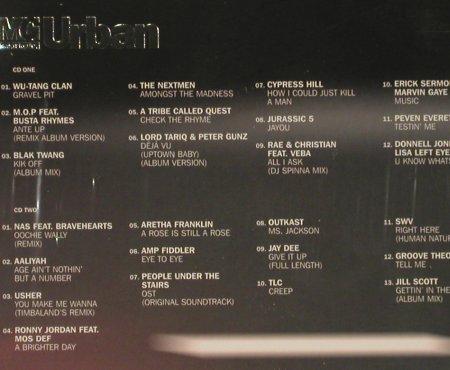 Urban
CD ONE
01. WU-TANG CLAN
GRAVEL PIT
02. M.O.P FEAT.
BUSTA RHYMES
ANTE UP
(REMIX ALBUM VERSION)
03. BLAK TWANG
KIK OFF
(ALBUM MIX)
04. THE NEXTMEN
AMONGST THE MADNESS
05. A TRIBE CALLED QUEST
CHECK THE RHYME
06. LORD TARIQ & PETER GUNZ
DEJA VU
(UPTOWN BABY)
(ALBUM VERSION)
07. CYPRESS HILL
HOW I COULD JUST KILL
A MAN
08. JURASSIC 5
JAYOU
09. RAE & CHRISTIAN
FEAT. VEBA
ALL I ASK
(DJ SPINNA MIX)
10. ERICK SERMON
MARVIN GAYE
MUSIC
11. PEVEN EVERET
TESTIN' ME
12. DONNELL JON
LISA LEFT EYE
U KNOW WHATS
CD TWO
01. NAS FEAT. BRAVEHEARTS
OOCHIE WALLY
(REMIX)
02. AALIYAH
AGE AIN'T NOTHIN'
BUT A NUMBER
03. USHER
YOU MAKE ME WANNA
(TIMBALAND'S REMIX)
04. RONNY JORDAN FEAT.
MOS DEF
A BRIGHTER DAY
05. ARETHA FRANKLIN
A ROSE IS STILL A ROSE
06. AMP FIDDLER
EYE TO EYE
07. PEOPLE UNDER THE
STAIRS
OST
(ORIGINAL SOUNDTRACK)
08. OUTKAST
MS. JACKSON
09. JAY DEE
GIVE IT UP
(FULL LENGTH)
10. TLC
CREEP
11. SWV
RIGHT HERE
(HUMAN NATUR
12. GROOVE THEO
TELL ME
13. JILL SCOTT
GETTIN' IN THE
(ALBUM MIX)